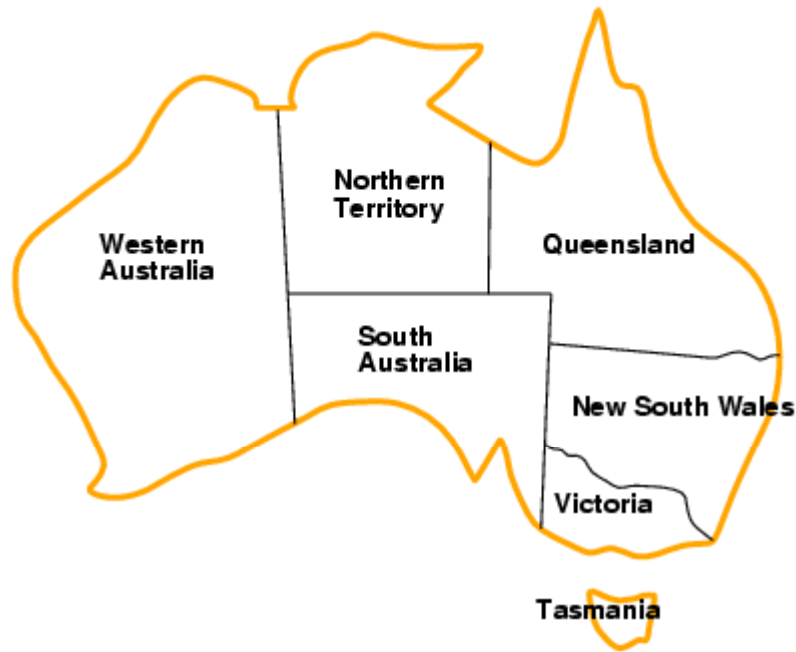 Northern
Territory
Western
Australia
Queensland
South
Australia
New South Wales
Victoria
Tasmania